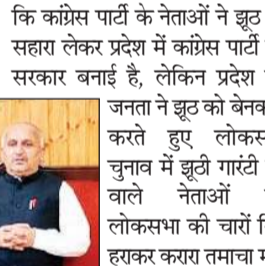 कि कांग्रेस पार्टी के नेताओं ने झूठ
सहारा लेकर प्रदेश में कांग्रेस पार्टी
सरकार बनाई है, लेकिन प्रदेश
जनता ने झूठ को बेनक
करते हुए लोकस
चुनाव में झूठी गारंटी
वाले नेताओं
लोकसभा की चारों
हराकर करारा तमाचा म